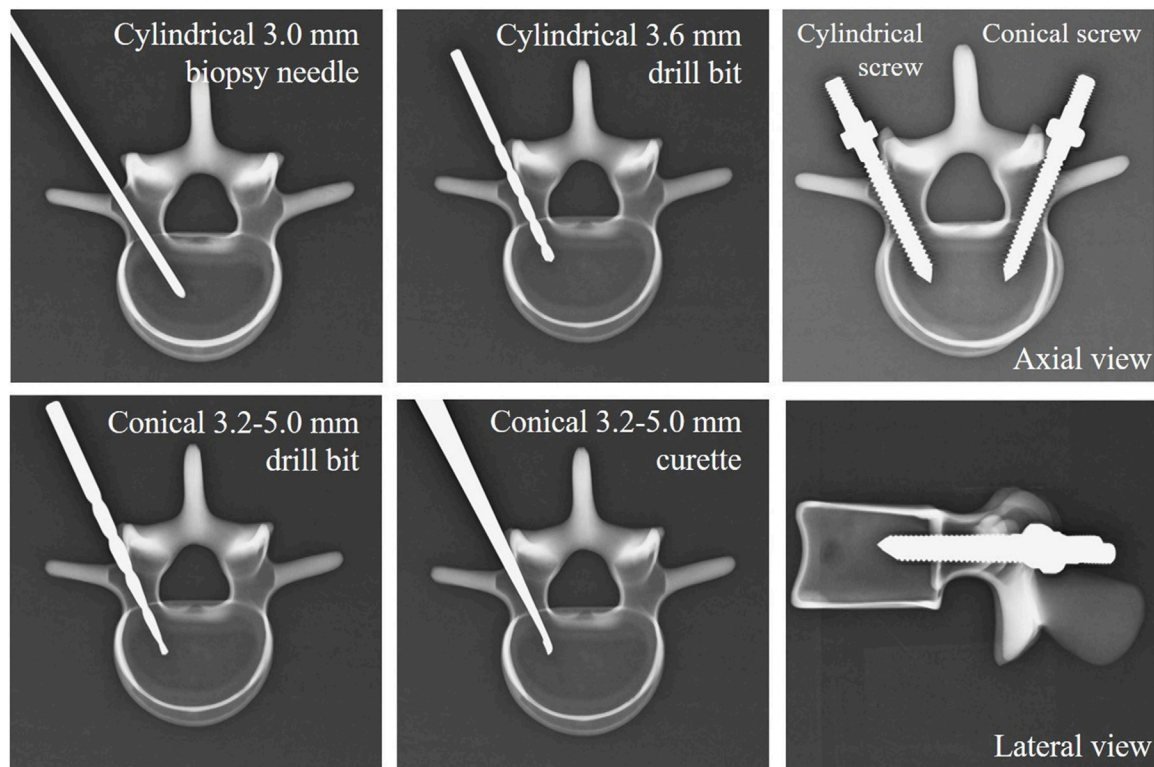 Cylindrical 3.0 mm
biopsy needle
Cylindrical 3.6 mm
drill bit
Cylindrical
screw
Conical screw
Axial view
Conical 3.2-5.0 mm
drill bit
Conical 3.2-5.0 mm
curette
Lateral view